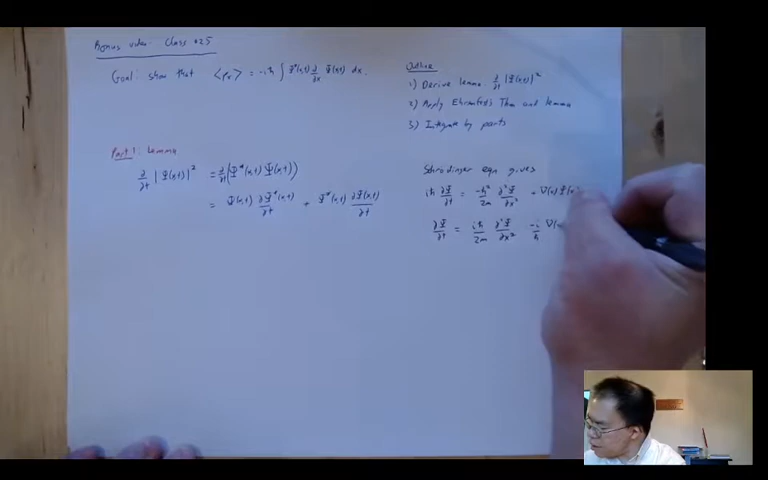 Bonus video: Class #25
Goal: show that <pₓ> = -iħ ∫ Ψ*(x,t) ∂/∂x Ψ(x,t) dx.
Outline
1) Derive lemma ∂/∂t |Ψ(x,t)|²
2) Apply Ehrenfest's Thm and lemma
3) Integrate by parts
Part 1: Lemma
∂/∂t |Ψ(x,t)|² = ∂/∂t (Ψ*(x,t) Ψ(x,t))
= Ψ(x,t) ∂Ψ*(x,t)/∂t + Ψ*(x,t) ∂Ψ(x,t)/∂t
Schrodinger eqn gives
iħ ∂Ψ/∂t = -ħ²/2m ∂²Ψ/∂x² + V(x) Ψ(x
∂Ψ/∂t = iħ/2m ∂²Ψ/∂x² -i/ħ V(